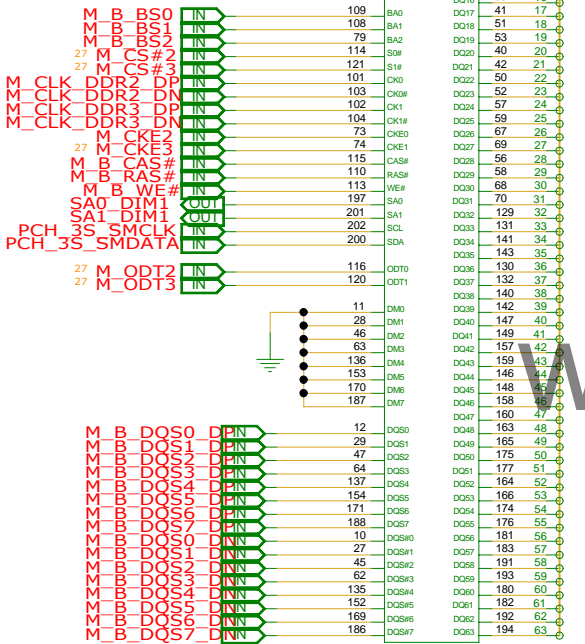 M_B_BS0 IN 109 BA0 DQ17 41 17
M_B_BS1 IN 108 BA1 DQ18 51 18
M_B_BS2 IN 79 BA2 DQ19 53 19
27 M_CS#2 IN 114 S0# DQ20 40 20
27 M_CS#3 IN 121 S1# DQ21 42 21
M_CLK_DDR2_DP IN 101 CK0 DQ22 50 22
M_CLK_DDR2_DN IN 103 CK0# DQ23 52 23
M_CLK_DDR3_DP IN 102 CK1 DQ24 57 24
M_CLK_DDR3_DN IN 104 CK1# DQ25 59 25
M_CKE2 IN 73 CKE0 DQ26 67 26
27 M_CKE3 IN 74 CKE1 DQ27 69 27
M_B_CAS# IN 115 CAS# DQ28 56 28
M_B_RAS# IN 110 RAS# DQ29 58 29
M_B_WE# IN 113 WE# DQ30 68 30
SA0_DIM1 OUT 197 SA0 DQ31 70 31
SA1_DIM1 OUT 201 SA1 DQ32 129 32
PCH_3S_SMCLK IN 202 SCL DQ33 131 33
PCH_3S_SMDATA IN 200 SDA DQ34 141 34
DQ35 143 35
27 M_ODT2 IN 116 ODT0 DQ36 130 36
27 M_ODT3 IN 120 ODT1 DQ37 132 37
DQ38 140 38
11 DM0 DQ39 142 39
28 DM1 DQ40 147 40
46 DM2 DQ41 149 41
63 DM3 DQ42 157 42
136 DM4 DQ43 159 43
153 DM5 DQ44 146 44
170 DM6 DQ45 148 45
187 DM7 DQ46 158 46
DQ47 160 47
M_B_DQS0_DP IN 12 DQS0 DQ48 163 48
M_B_DQS1_DP IN 29 DQS1 DQ49 165 49
M_B_DQS2_DP IN 47 DQS2 DQ50 175 50
M_B_DQS3_DP IN 64 DQS3 DQ51 177 51
M_B_DQS4_DP IN 137 DQS4 DQ52 164 52
M_B_DQS5_DP IN 154 DQS5 DQ53 166 53
M_B_DQS6_DP IN 171 DQS6 DQ54 174 54
M_B_DQS7_DP IN 188 DQS7 DQ55 176 55
M_B_DQS0_DN IN 10 DQS#0 DQ56 181 56
M_B_DQS1_DN IN 27 DQS#1 DQ57 183 57
M_B_DQS2_DN IN 45 DQS#2 DQ58 191 58
M_B_DQS3_DN IN 62 DQS#3 DQ59 193 59
M_B_DQS4_DN IN 135 DQS#4 DQ60 180 60
M_B_DQS5_DN IN 152 DQS#5 DQ61 182 61
M_B_DQS6_DN IN 169 DQS#6 DQ62 192 62
M_B_DQS7_DN IN 186 DQS#7 DQ63 194 63